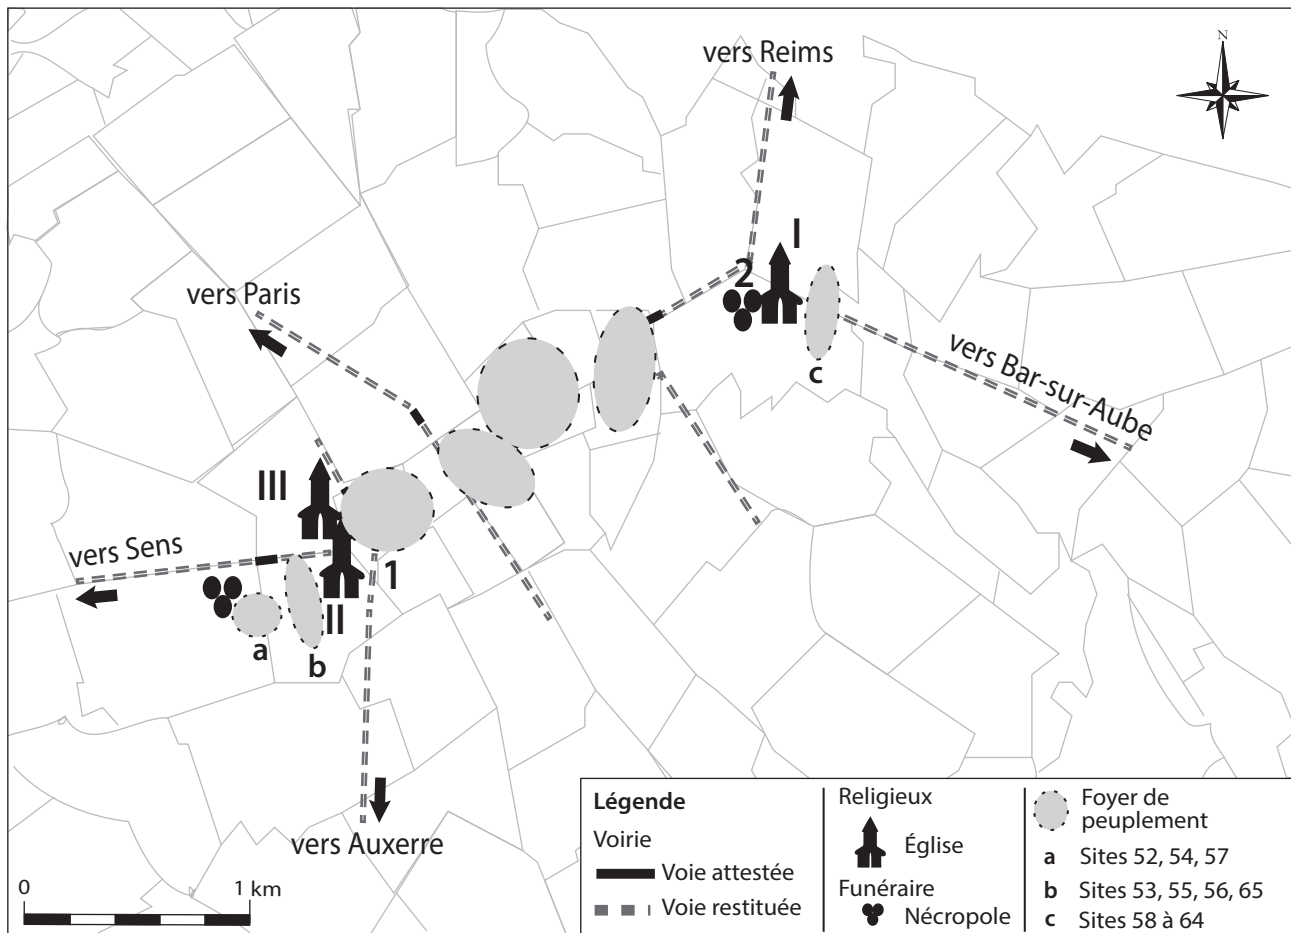 vers Reims
N
I
2
vers Paris
c
vers Bar-sur-Aube
III
vers Sens
1
II
a
b
vers Auxerre
0 1 km
Légende
Voirie
Voie attestée
Voie restituée
Religieux
Église
Funéraire
Nécropole
Foyer de
peuplement
a Sites 52, 54, 57
b Sites 53, 55, 56, 65
c Sites 58 à 64